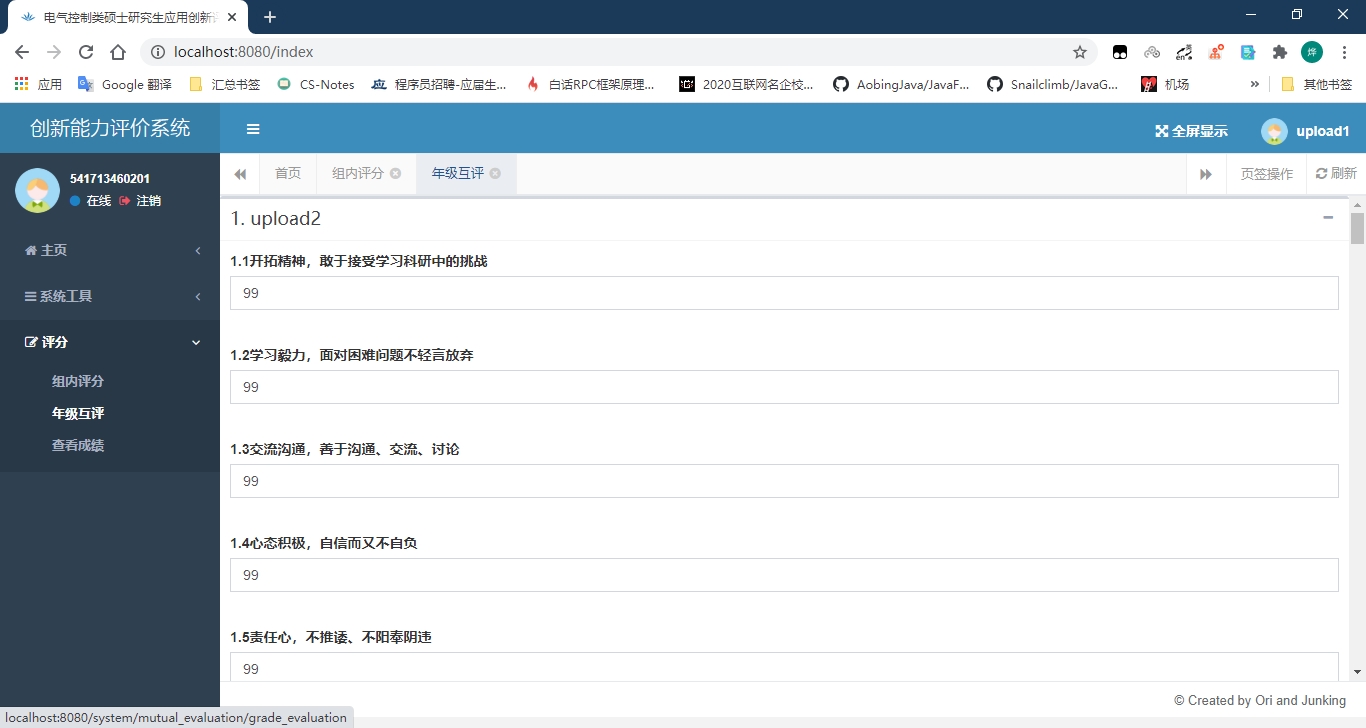 电气控制类硕士研究生应用创新
localhost:8080/index
应用
Google 翻译
汇总书签
CS-Notes
程序员招聘-应届生...
白话RPC框架原理...
2020互联网名企校...
AobingJava/JavaF...
Snailclimb/JavaG...
机场
其他书签
创新能力评价系统
全屏显示
upload1
541713460201
在线 注销
首页
组内评分
年级互评
页签操作
刷新
主页
系统工具
评分
组内评分
年级互评
查看成绩
1. upload2
1.1开拓精神，敢于接受学习科研中的挑战
99
1.2学习毅力，面对困难问题不轻言放弃
99
1.3交流沟通，善于沟通、交流、讨论
99
1.4心态积极，自信而又不自负
99
1.5责任心，不推诿、不阳奉阴违
99
© Created by Ori and Junking
localhost:8080/system/mutual_evaluation/grade_evaluation